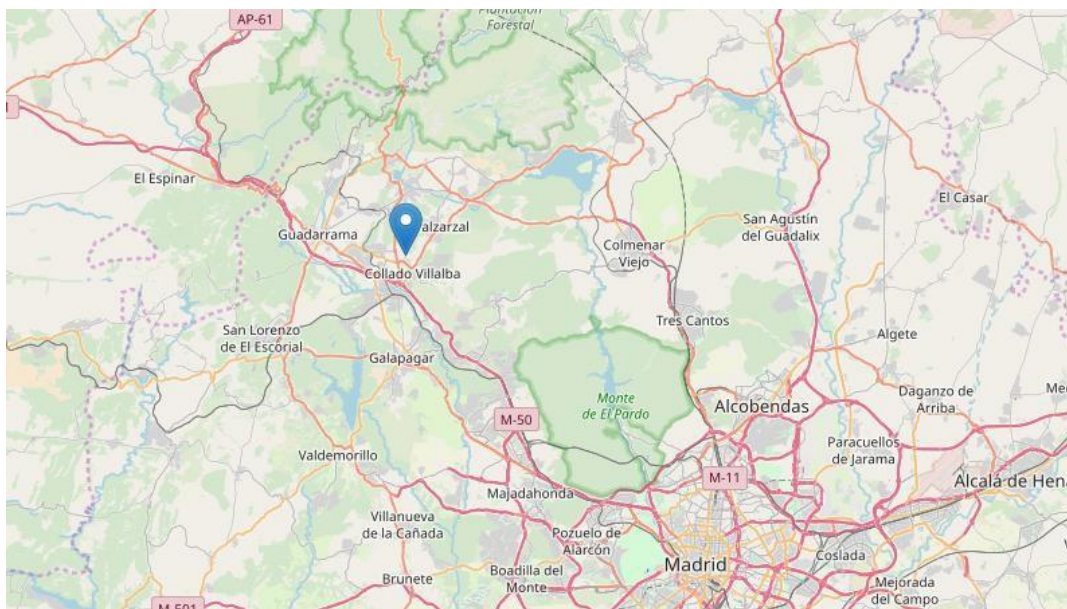 AP-61
Plantación
Forestal
El Espinar
Guadarrama
alzarzal
Collado Villalba
Colmenar
Viejo
San Agustín
del Guadalix
El Casar
San Lorenzo
de El Escorial
Galapagar
Tres Cantos
Algete
Monte
de El Pardo
Alcobendas
Daganzo de
Arriba
M-50
Valdemorillo
Paracuellos
de Jarama
M-11
Alcalá de Hena
Majadahonda
Villanueva
de la Cañada
Pozuelo de
Alarcón
Coslada
Madrid
Boadilla del
Monte
Brunete
Mejorada
del Campo
M-501